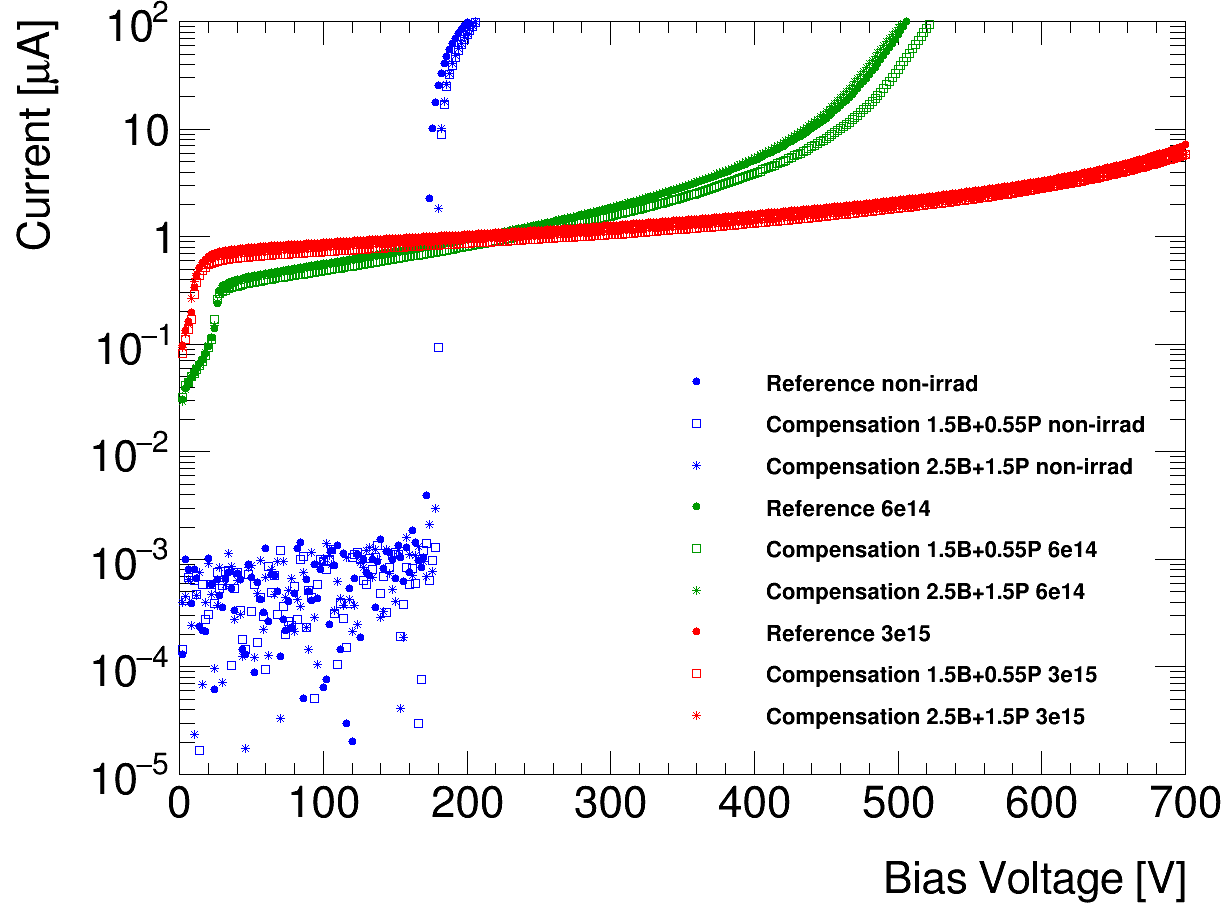 Current [μA]
10²
10
1
10⁻¹
10⁻²
10⁻³
10⁻⁴
10⁻⁵
Reference non-irrad
Compensation 1.5B+0.55P non-irrad
Compensation 2.5B+1.5P non-irrad
Reference 6e14
Compensation 1.5B+0.55P 6e14
Compensation 2.5B+1.5P 6e14
Reference 3e15
Compensation 1.5B+0.55P 3e15
Compensation 2.5B+1.5P 3e15
0 100 200 300 400 500 600 700
Bias Voltage [V]